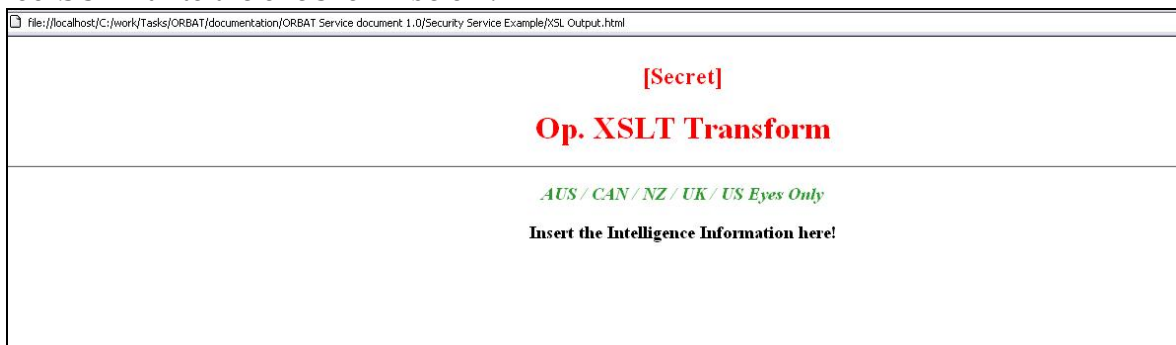 file://localhost/C:/work/Tasks/ORBAT/documentation/ORBAT Service document 1.0/Security Service Example/XSL Output.html
[Secret]
Op. XSLT Transform
AUS / CAN / NZ / UK / US Eyes Only
Insert the Intelligence Information here!